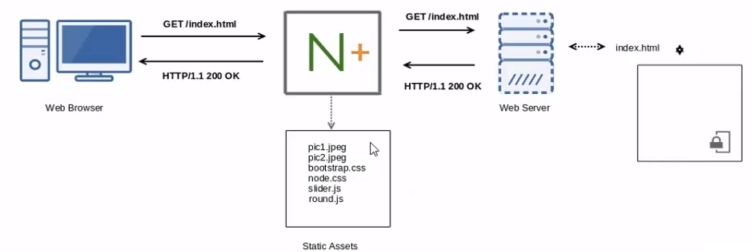 GET /index.html
HTTP/1.1 200 OK
Web Browser
N+
GET /index.html
HTTP/1.1 200 OK
Web Server
index.html
pic1.jpeg
pic2.jpeg
bootstrap.css
node.css
slider.js
round.js
Static Assets